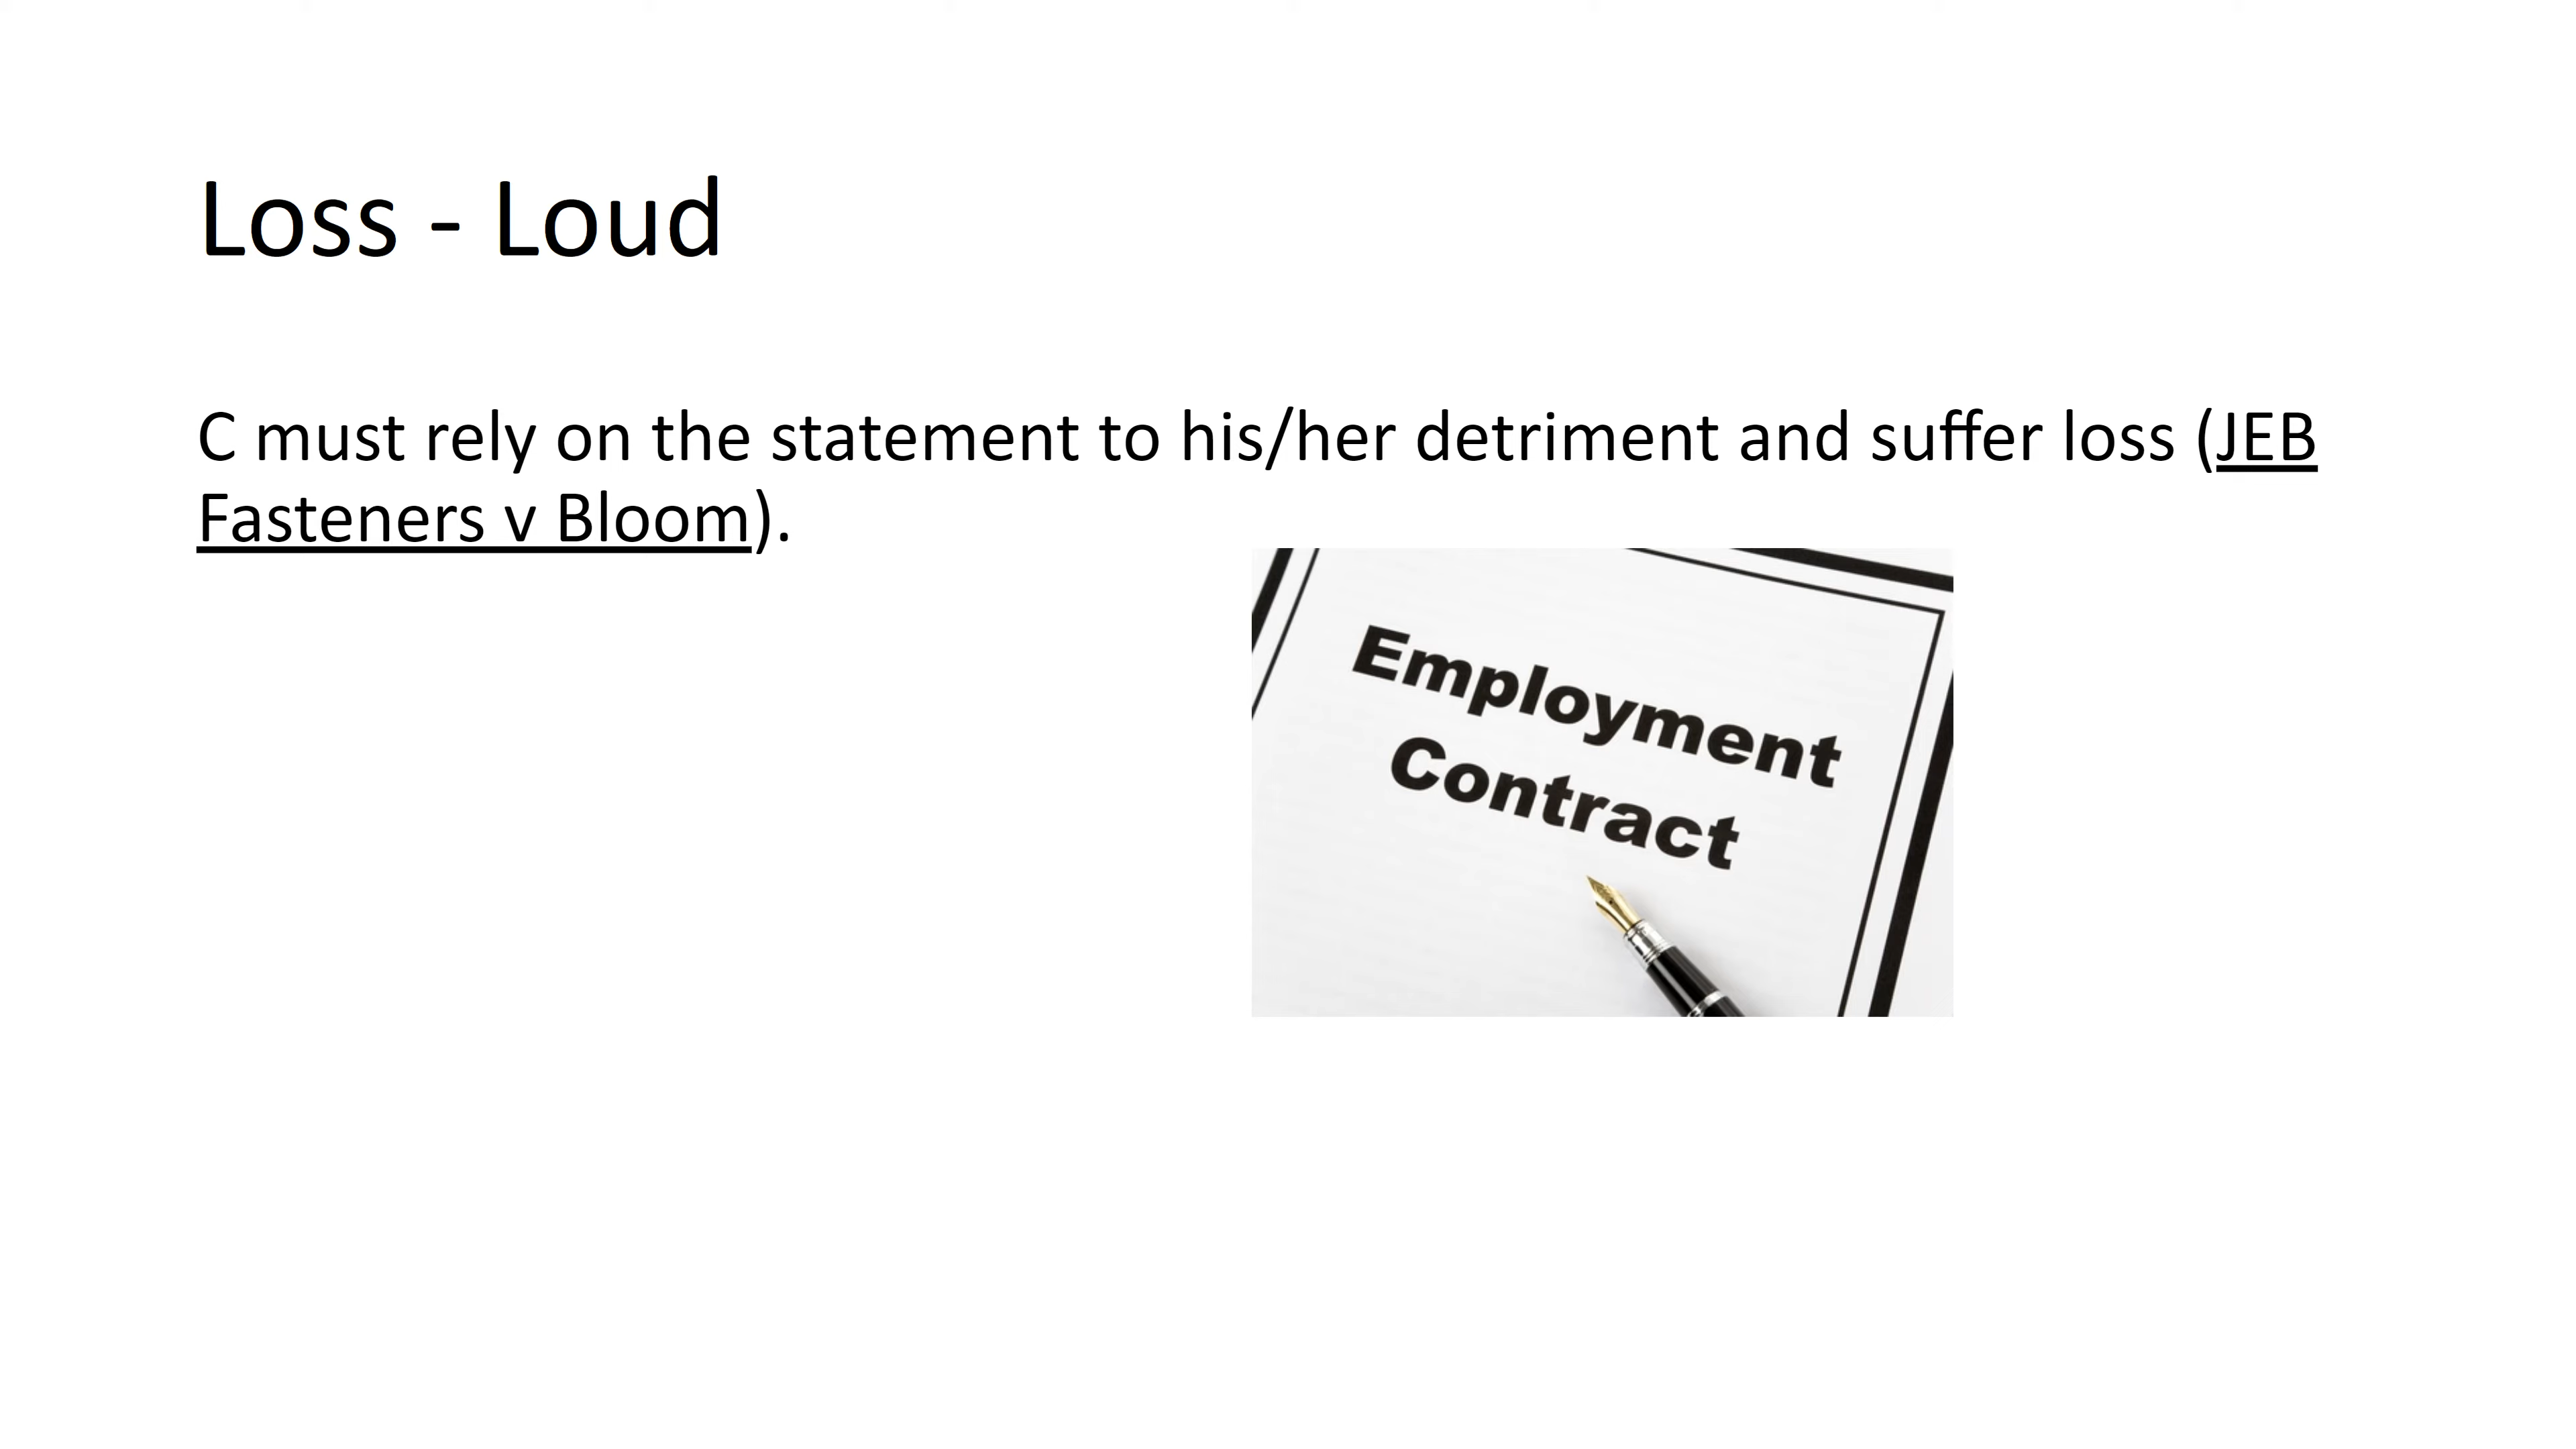 Loss - Loud
C must rely on the statement to his/her detriment and suffer loss (JEB
Fasteners v Bloom).
Employment
Contract